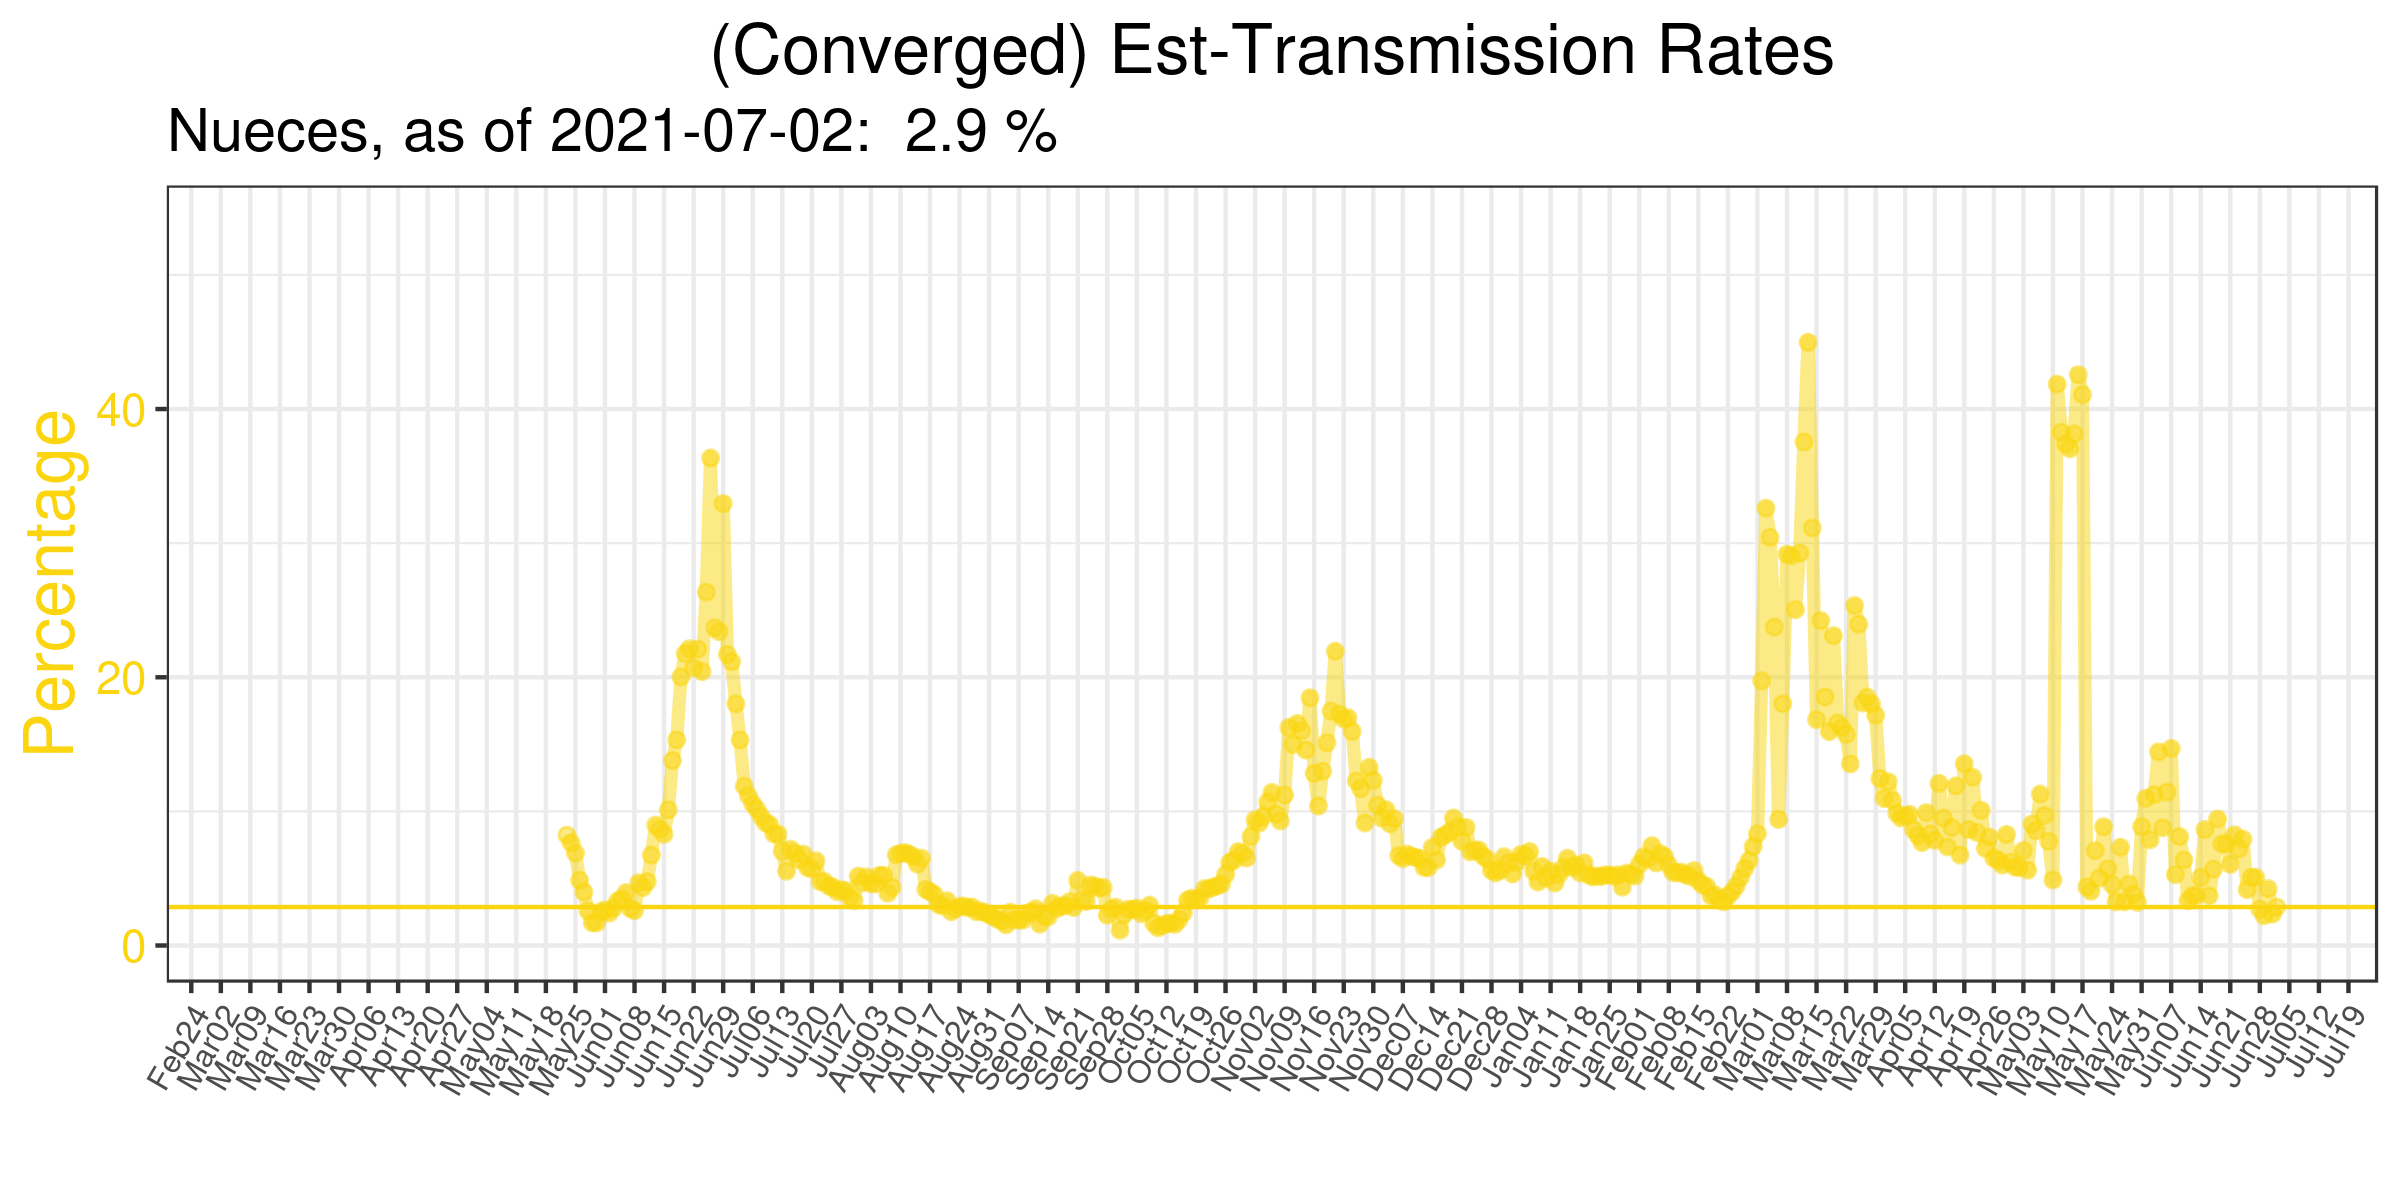 (Converged) Est-Transmission Rates
Nueces, as of 2021-07-02:  2.9 %
Percentage
40
20
0
Feb24
Mar02
Mar09
Mar16
Mar23
Mar30
Apr06
Apr13
Apr20
Apr27
May04
May11
May18
May25
Jun01
Jun08
Jun15
Jun22
Jun29
Jul06
Jul13
Jul20
Jul27
Aug03
Aug10
Aug17
Aug24
Aug31
Sep07
Sep14
Sep21
Sep28
Oct05
Oct12
Oct19
Oct26
Nov02
Nov09
Nov16
Nov23
Nov30
Dec07
Dec14
Dec21
Dec28
Jan04
Jan11
Jan18
Jan25
Feb01
Feb08
Feb15
Feb22
Mar01
Mar08
Mar15
Mar22
Mar29
Apr05
Apr12
Apr19
Apr26
May03
May10
May17
May24
May31
Jun07
Jun14
Jun21
Jun28
Jul05
Jul12
Jul19